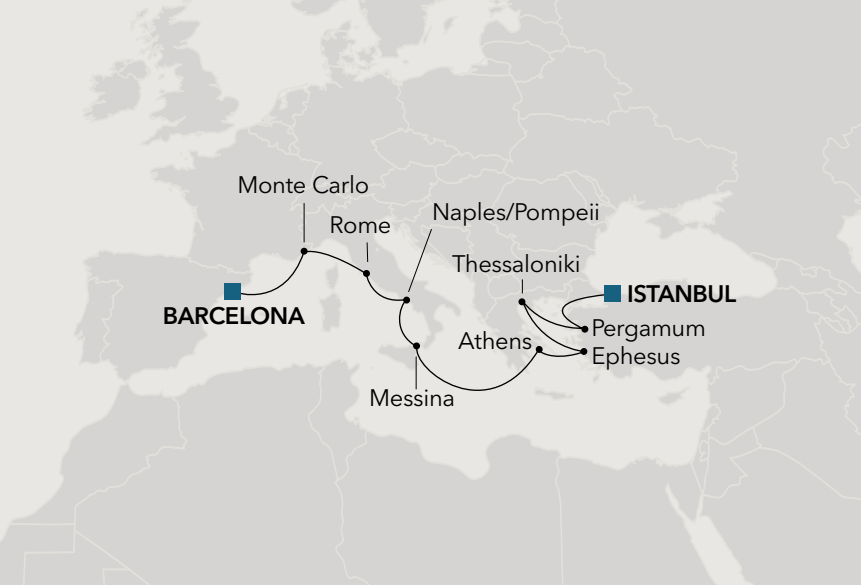 Monte Carlo
Naples/Pompeii
Rome
Thessaloniki
ISTANBUL
BARCELONA
Pergamum
Athens
Ephesus
Messina